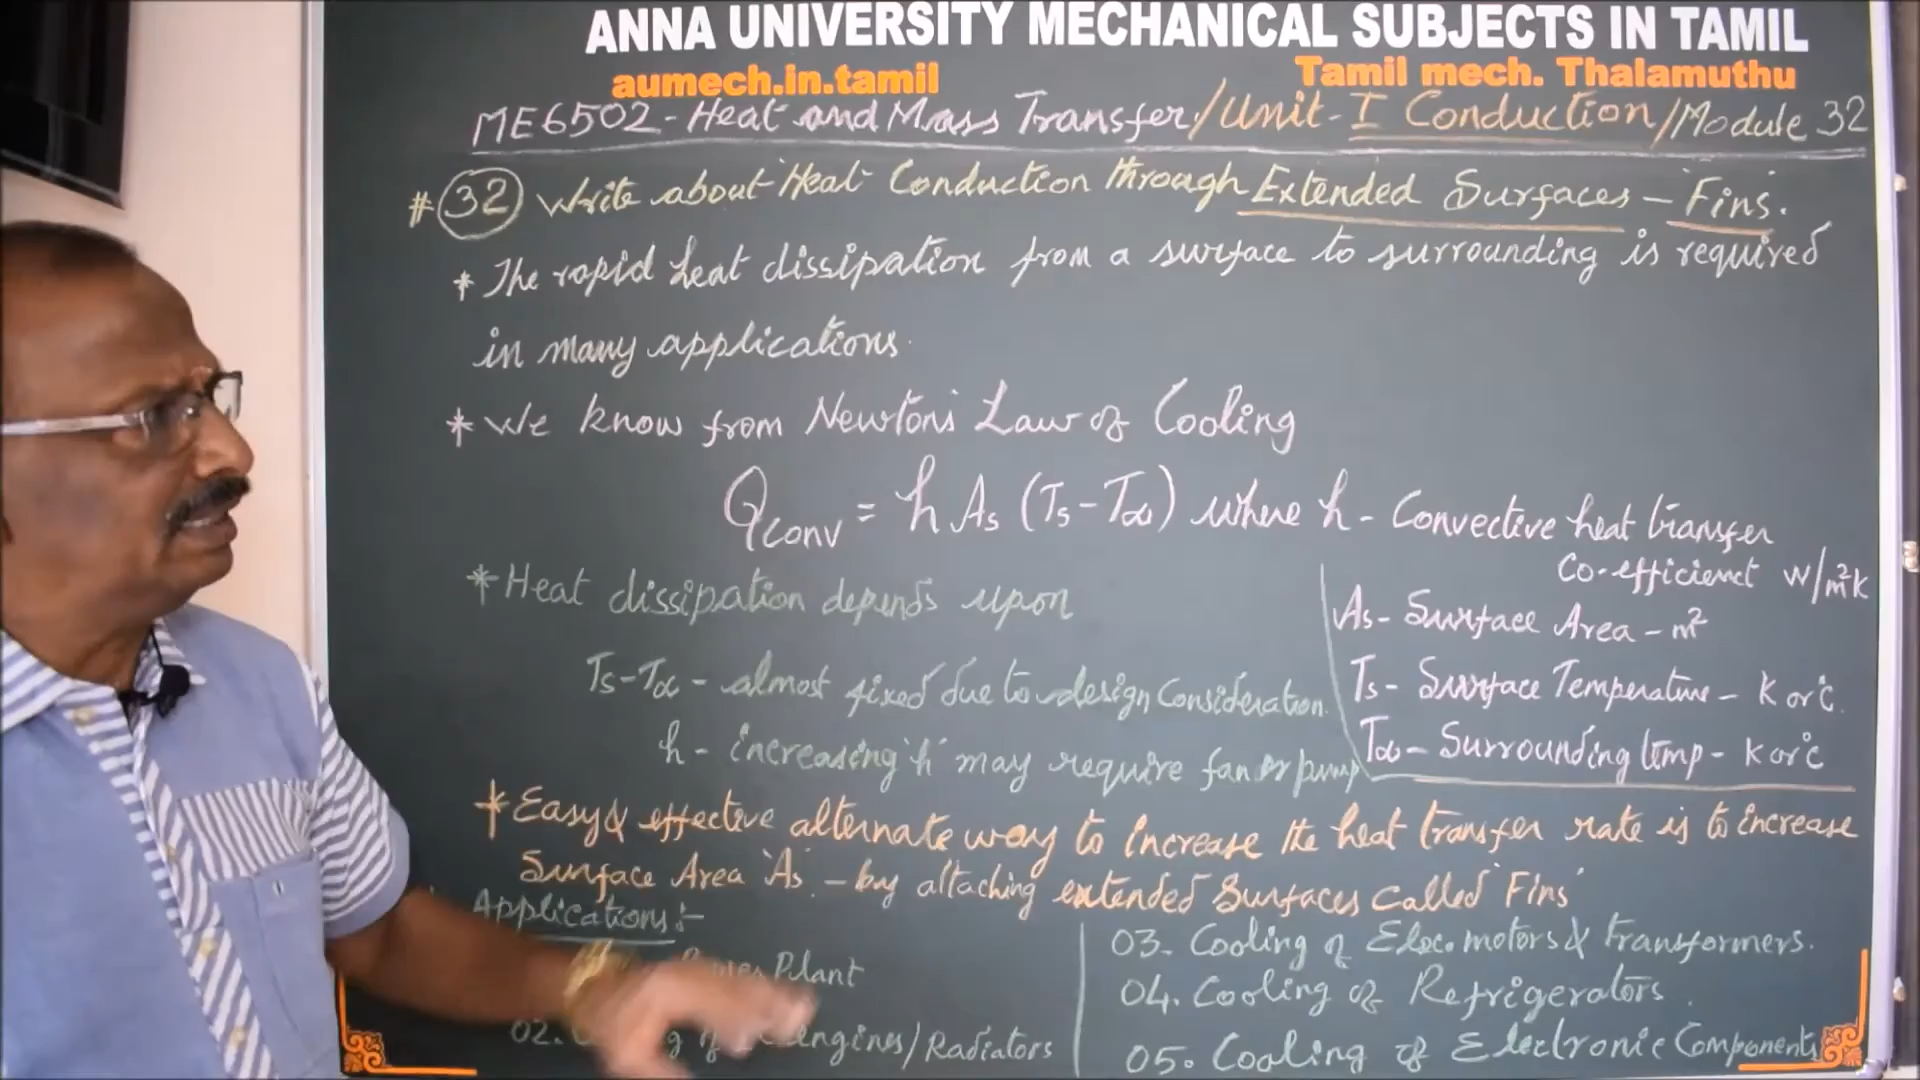 ANNA UNIVERSITY MECHANICAL SUBJECTS IN TAMIL
aumech.in.tamil
Tamil mech. Thalamuthu
ME6502 - Heat and Mass Transfer/Unit-I Conduction/Module 32
# 32 Write about Heat Conduction through Extended Surfaces - 'Fins'.
* The rapid heat dissipation from a surface to surrounding is required
in many applications.
* We know from Newton's Law of Cooling
Qconv = h As (Ts - T∞) where h - Convective heat transfer
Co-efficient W/m²K
As - Surface Area - m²
Ts - Surface Temperature - K or °C.
T∞ - Surrounding temp - K or °C
* Heat dissipation depends upon
Ts - T∞ - almost fixed due to design Consideration.
h - increasing 'h' may require fan or pump
* Easy & effective alternate way to increase the heat transfer rate is to increase
Surface Area 'As' - by attaching extended Surfaces called 'Fins'
Applications:-
Plant
02. of engines/Radiators
03. Cooling of Elec. motors & transformers.
04. Cooling of Refrigerators.
05. Cooling of Electronic Components